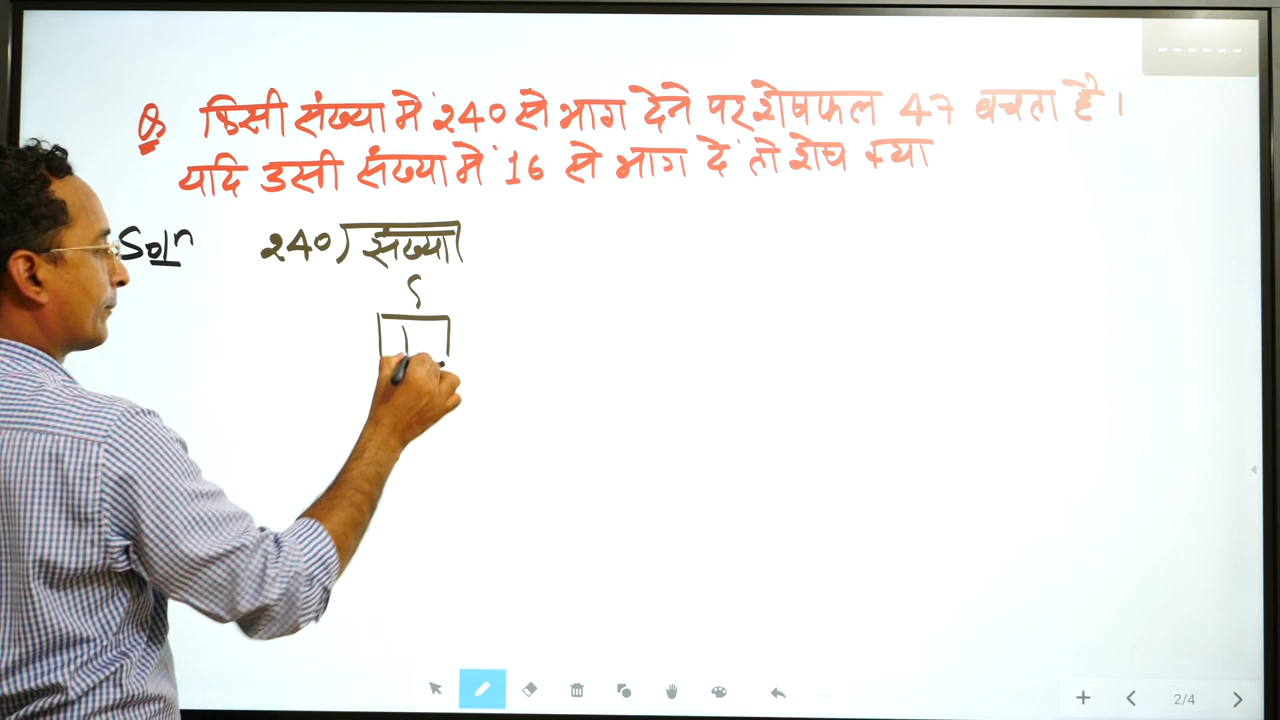 Q किसी संख्या में 240 से भाग देने पर शेषफल 47 बचता है।
यदि उसी संख्या में 16 से भाग दें तो शेष क्या
Solⁿ 240) संख्या (
2/4